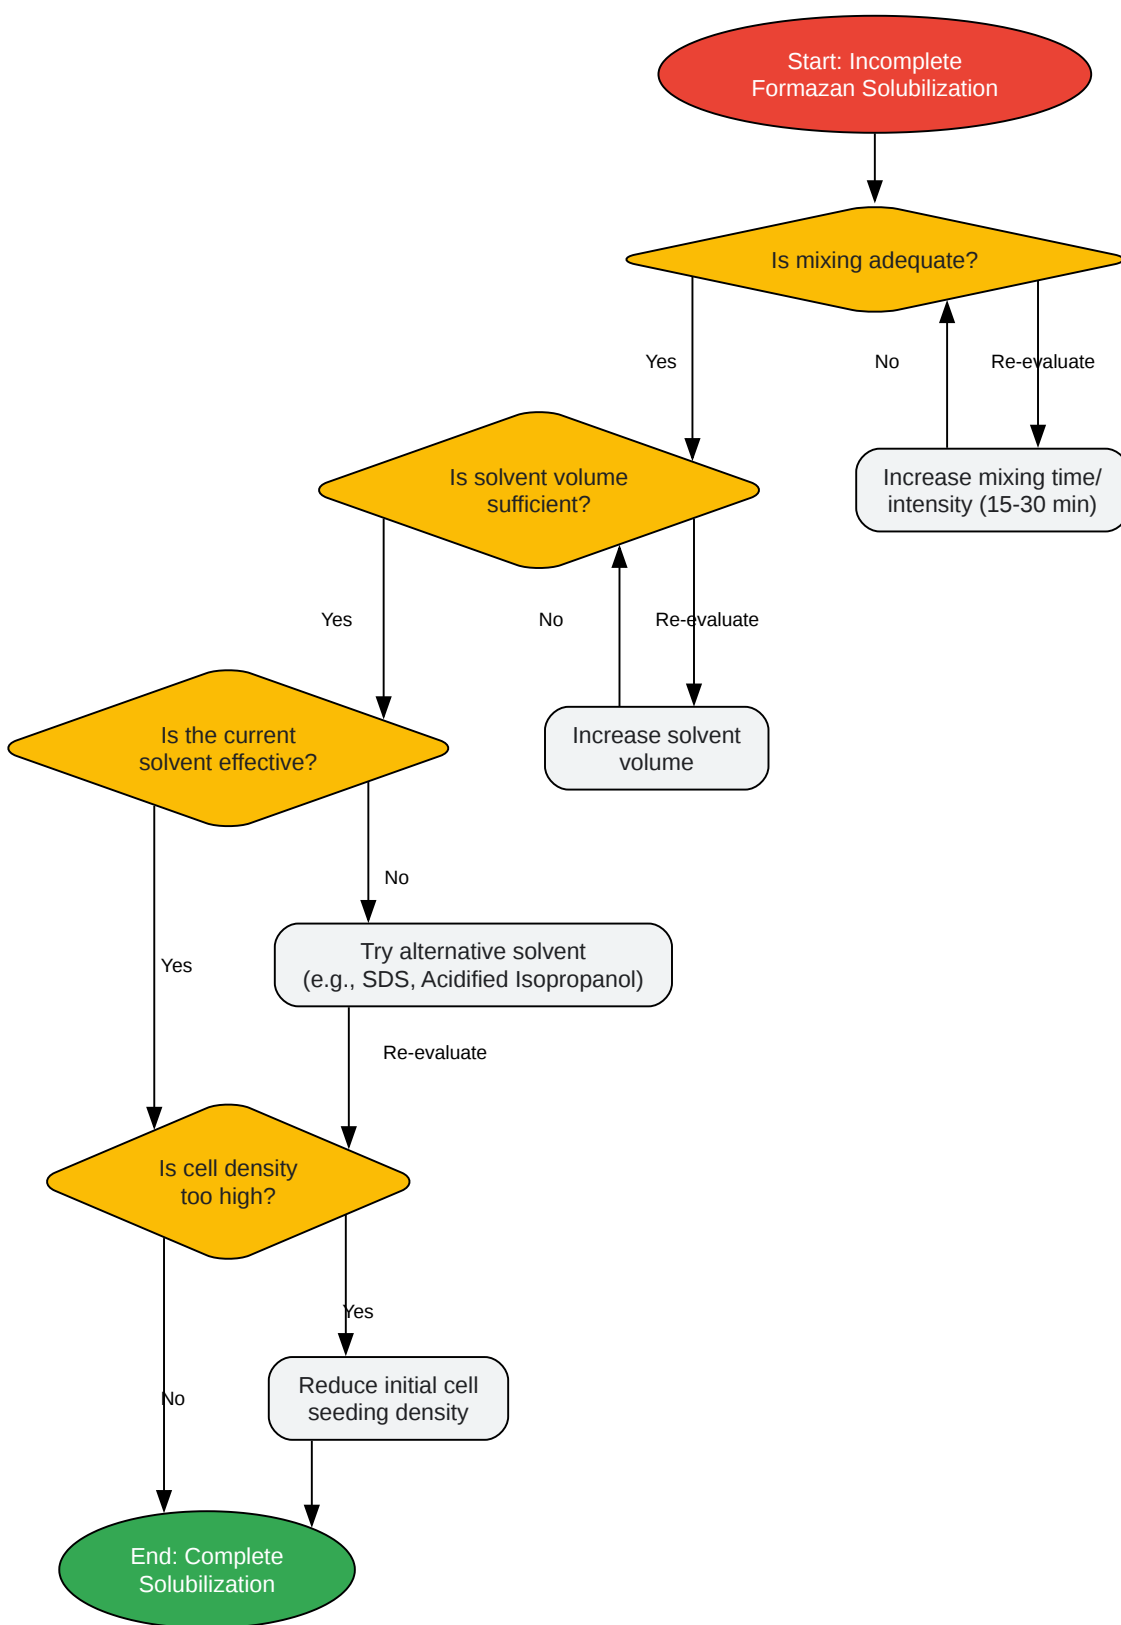 Start: Incomplete
Formazan Solubilization
Is mixing adequate?
Yes
No
Re-evaluate
Increase mixing time/
intensity (15-30 min)
Is solvent volume
sufficient?
Yes
No
Re-evaluate
Increase solvent
volume
Is the current
solvent effective?
No
Yes
Try alternative solvent
(e.g., SDS, Acidified Isopropanol)
Re-evaluate
Is cell density
too high?
Yes
No
Reduce initial cell
seeding density
End: Complete
Solubilization